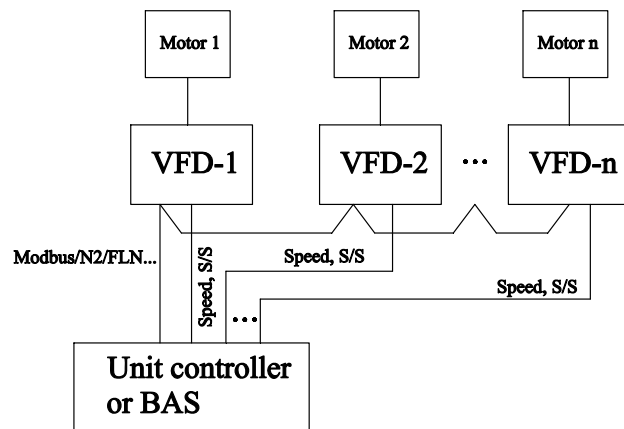 Motor 1
Motor 2
Motor n
VFD-1
VFD-2
...
VFD-n
Modbus/N2/FLN...
Speed, S/S
Speed, S/S
Speed, S/S
...
Unit controller
or BAS